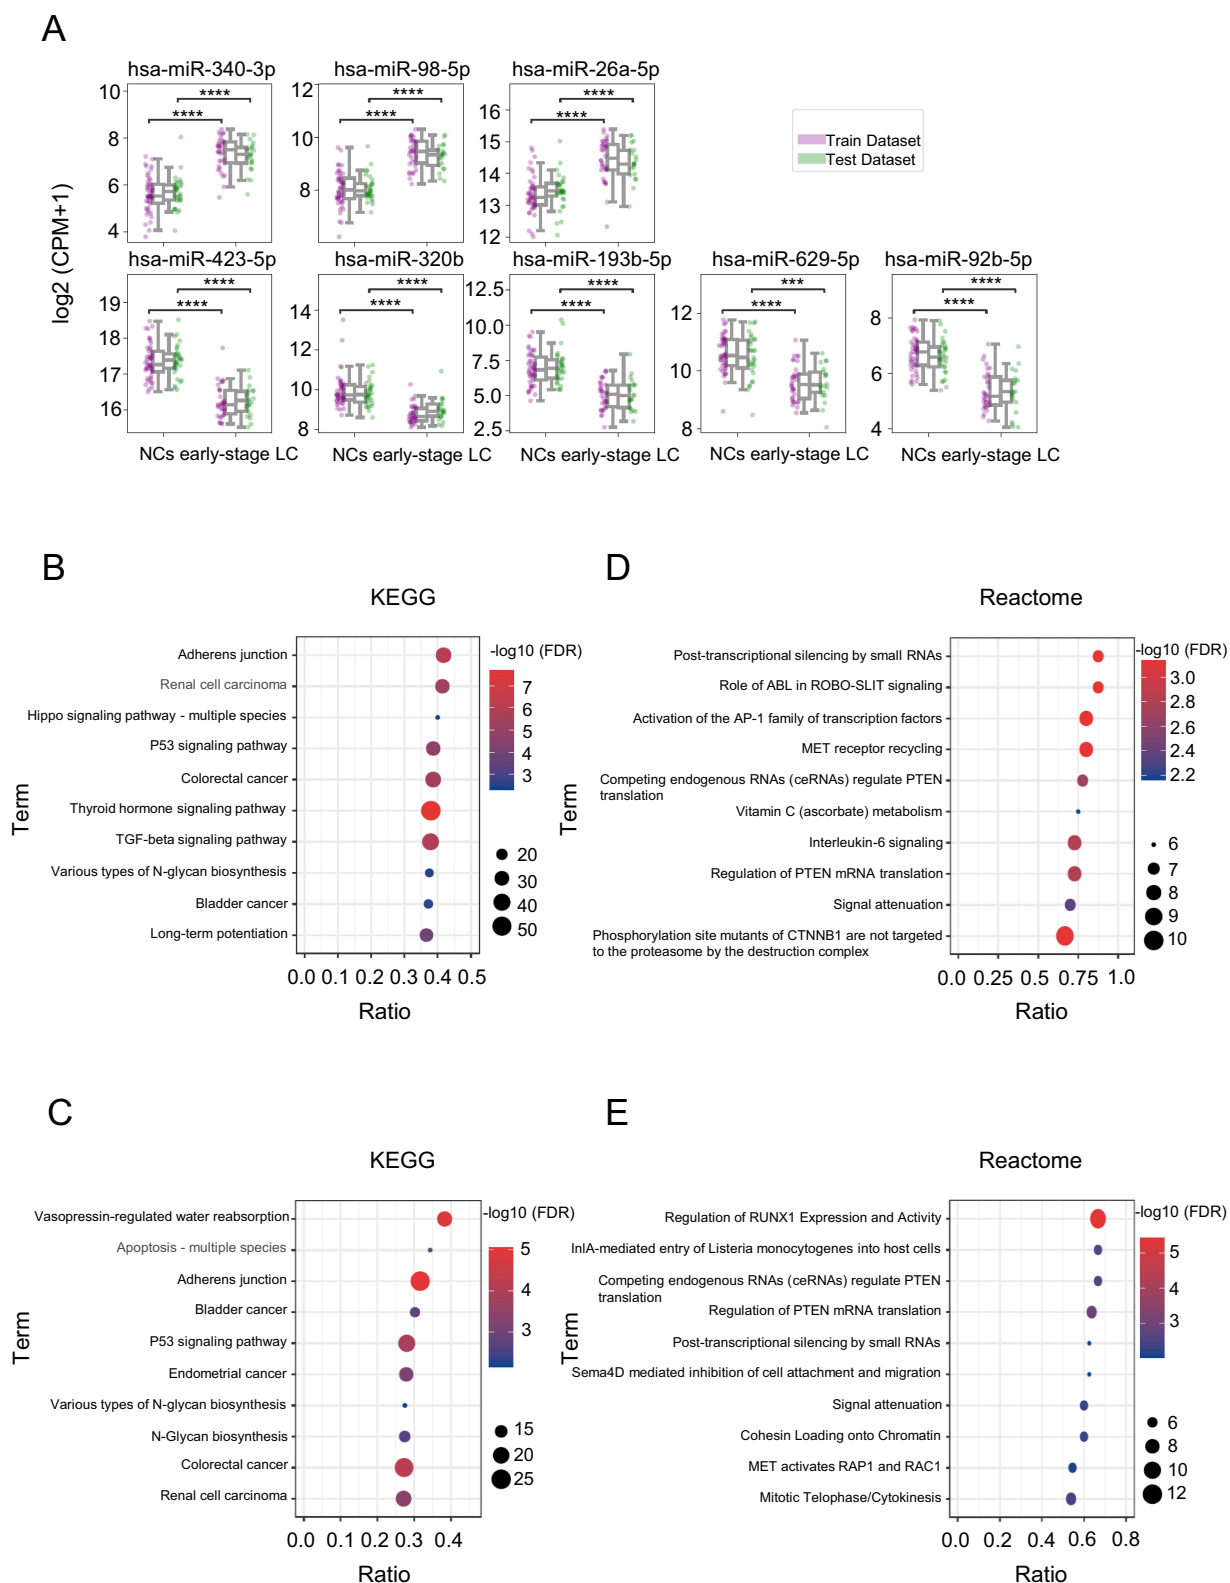 A
hsa-miR-340-3p
hsa-miR-98-5p
hsa-miR-26a-5p
10
8
6
4
****
****
12
10
8
****
****
16
15
14
13
12
****
****
Train Dataset
Test Dataset
log2 (CPM+1)
hsa-miR-423-5p
hsa-miR-320b
hsa-miR-193b-5p
hsa-miR-629-5p
hsa-miR-92b-5p
19
18
17
16
****
****
14
12
10
8
****
****
12.5
10.0
7.5
5.0
2.5
****
****
12
10
8
***
****
8
6
4
****
****
NCs early-stage LC
NCs early-stage LC
NCs early-stage LC
NCs early-stage LC
NCs early-stage LC
B
KEGG
Term
Adherens junction
Renal cell carcinoma
Hippo signaling pathway - multiple species
P53 signaling pathway
Colorectal cancer
Thyroid hormone signaling pathway
TGF-beta signaling pathway
Various types of N-glycan biosynthesis
Bladder cancer
Long-term potentiation
0.0 0.1 0.2 0.3 0.4 0.5
Ratio
-log10 (FDR)
7
6
5
4
3
20
30
40
50
D
Reactome
Term
Post-transcriptional silencing by small RNAs
Role of ABL in ROBO-SLIT signaling
Activation of the AP-1 family of transcription factors
MET receptor recycling
Competing endogenous RNAs (ceRNAs) regulate PTEN
translation
Vitamin C (ascorbate) metabolism
Interleukin-6 signaling
Regulation of PTEN mRNA translation
Signal attenuation
Phosphorylation site mutants of CTNNB1 are not targeted
to the proteasome by the destruction complex
0.0 0.25 0.5 0.75 1.0
Ratio
-log10 (FDR)
3.0
2.8
2.6
2.4
2.2
6
7
8
9
10
C
KEGG
Term
Vasopressin-regulated water reabsorption
Apoptosis - multiple species
Adherens junction
Bladder cancer
P53 signaling pathway
Endometrial cancer
Various types of N-glycan biosynthesis
N-Glycan biosynthesis
Colorectal cancer
Renal cell carcinoma
0.0 0.1 0.2 0.3 0.4
Ratio
-log10 (FDR)
5
4
3
15
20
25
E
Reactome
Term
Regulation of RUNX1 Expression and Activity
InlA-mediated entry of Listeria monocytogenes into host cells
Competing endogenous RNAs (ceRNAs) regulate PTEN
translation
Regulation of PTEN mRNA translation
Post-transcriptional silencing by small RNAs
Sema4D mediated inhibition of cell attachment and migration
Signal attenuation
Cohesin Loading onto Chromatin
MET activates RAP1 and RAC1
Mitotic Telophase/Cytokinesis
0.0 0.2 0.4 0.6 0.8
Ratio
-log10 (FDR)
5
4
3
6
8
10
12